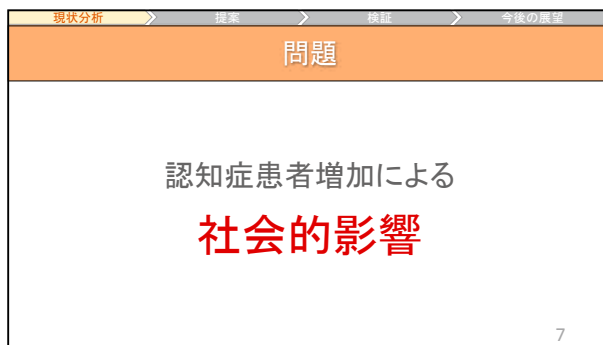 現状分析 提案 検証 今後の展望
問題
認知症患者増加による
社会的影響
7